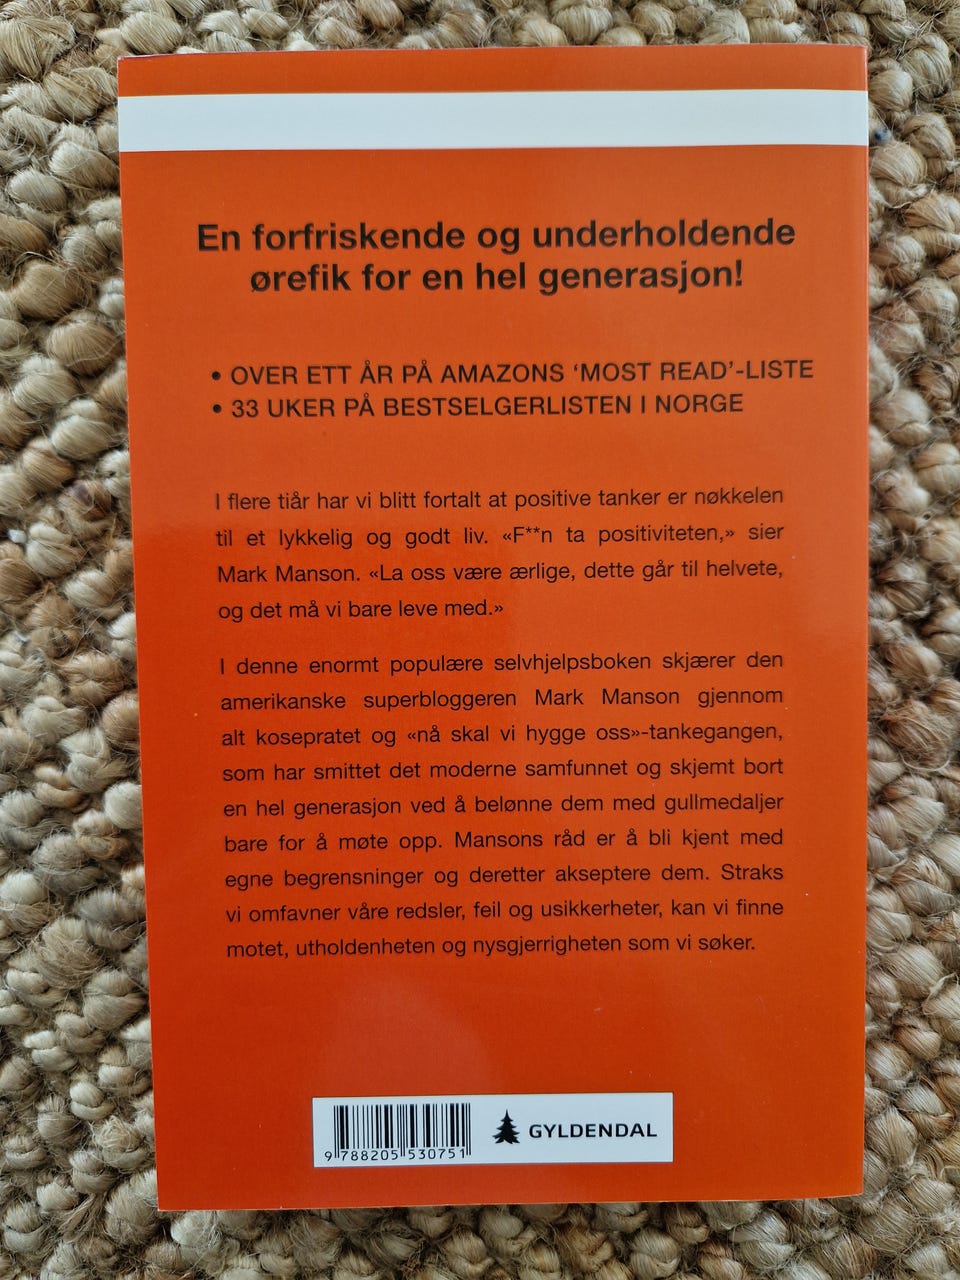 En forfriskende og underholdende
ørefik for en hel generasjon!
• OVER ETT ÅR PÅ AMAZONS ‘MOST READ’-LISTE
• 33 UKER PÅ BESTSELGERLISTEN I NORGE
I flere tiår har vi blitt fortalt at positive tanker er nøkkelen
til et lykkelig og godt liv. «F**n ta positiviteten,» sier
Mark Manson. «La oss være ærlige, dette går til helvete,
og det må vi bare leve med.»
I denne enormt populære selvhjelpsboken skjærer den
amerikanske superbloggeren Mark Manson gjennom
alt kosepratet og «nå skal vi hygge oss»-tankegangen,
som har smittet det moderne samfunnet og skjemt bort
en hel generasjon ved å belønne dem med gullmedaljer
bare for å møte opp. Mansons råd er å bli kjent med
egne begrensninger og deretter akseptere dem. Straks
vi omfavner våre redsler, feil og usikkerheter, kan vi finne
motet, utholdenheten og nysgjerrigheten som vi søker.
GYLDENDAL
9 788205 530751